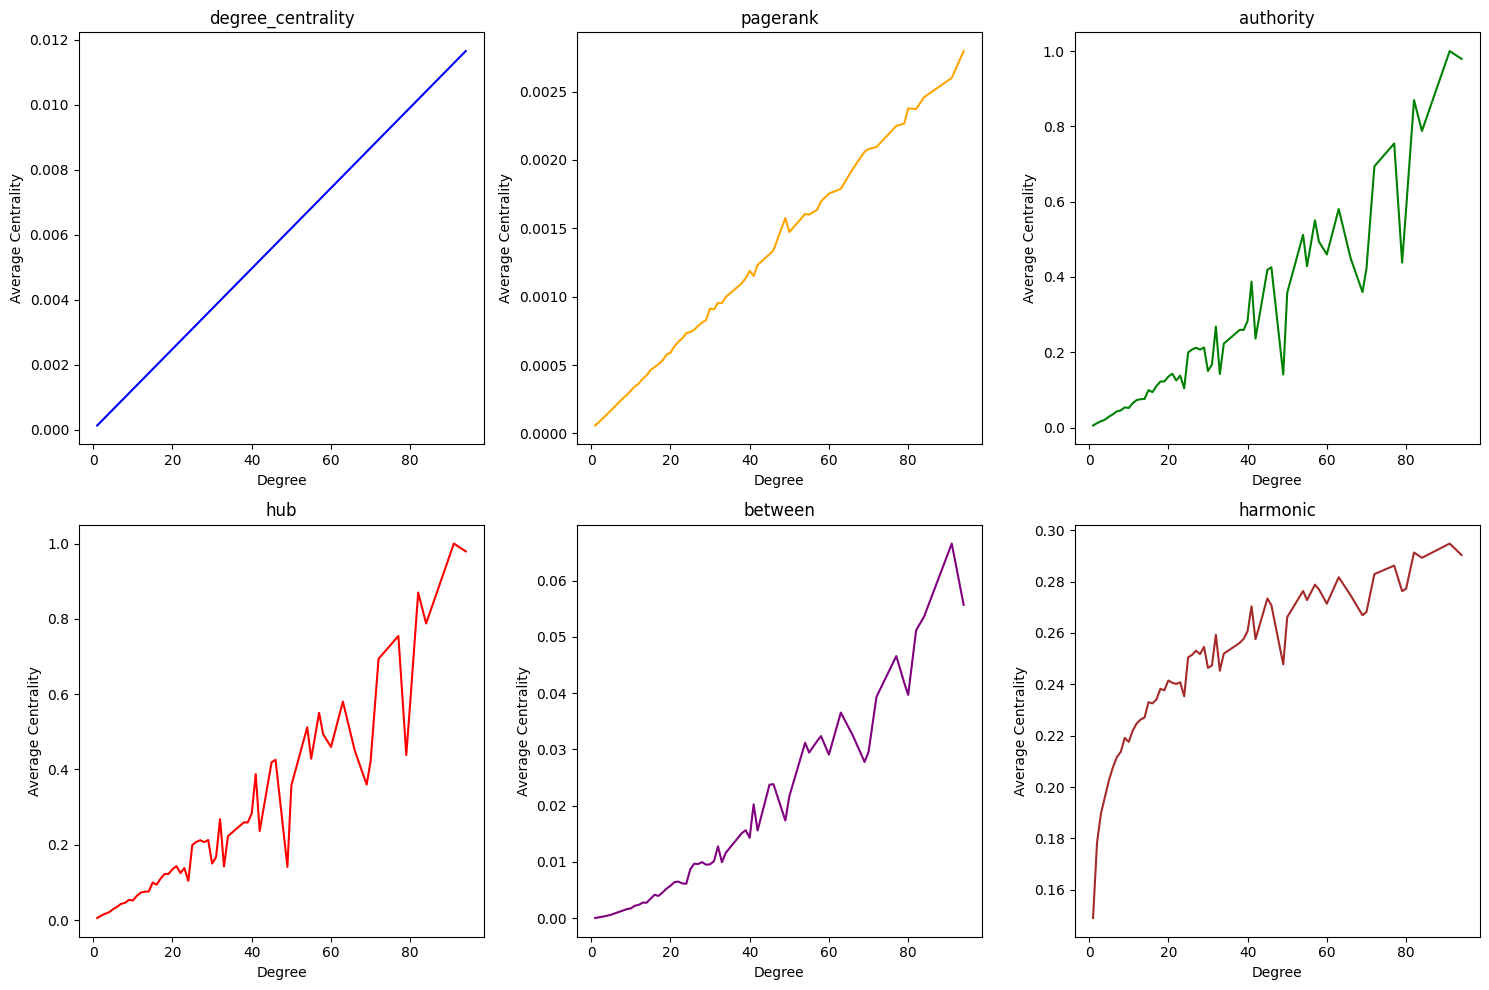 degree_centrality
0.012
0.010
0.008
0.006
0.004
0.002
0.000
Average Centrality
0 20 40 60 80
Degree
pagerank
0.0025
0.0020
0.0015
0.0010
0.0005
0.0000
Average Centrality
0 20 40 60 80
Degree
authority
1.0
0.8
0.6
0.4
0.2
0.0
Average Centrality
0 20 40 60 80
Degree
hub
1.0
0.8
0.6
0.4
0.2
0.0
Average Centrality
0 20 40 60 80
Degree
between
0.06
0.05
0.04
0.03
0.02
0.01
0.00
Average Centrality
0 20 40 60 80
Degree
harmonic
0.30
0.28
0.26
0.24
0.22
0.20
0.18
0.16
Average Centrality
0 20 40 60 80
Degree